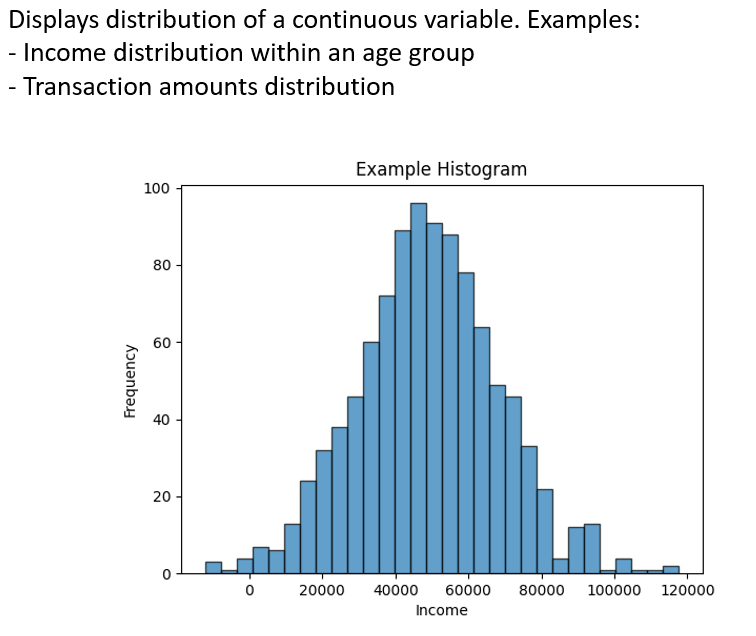 Displays distribution of a continuous variable. Examples:
- Income distribution within an age group
- Transaction amounts distribution
Example Histogram
100
80
60
40
20
0
Frequency
0 20000 40000 60000 80000 100000 120000
Income